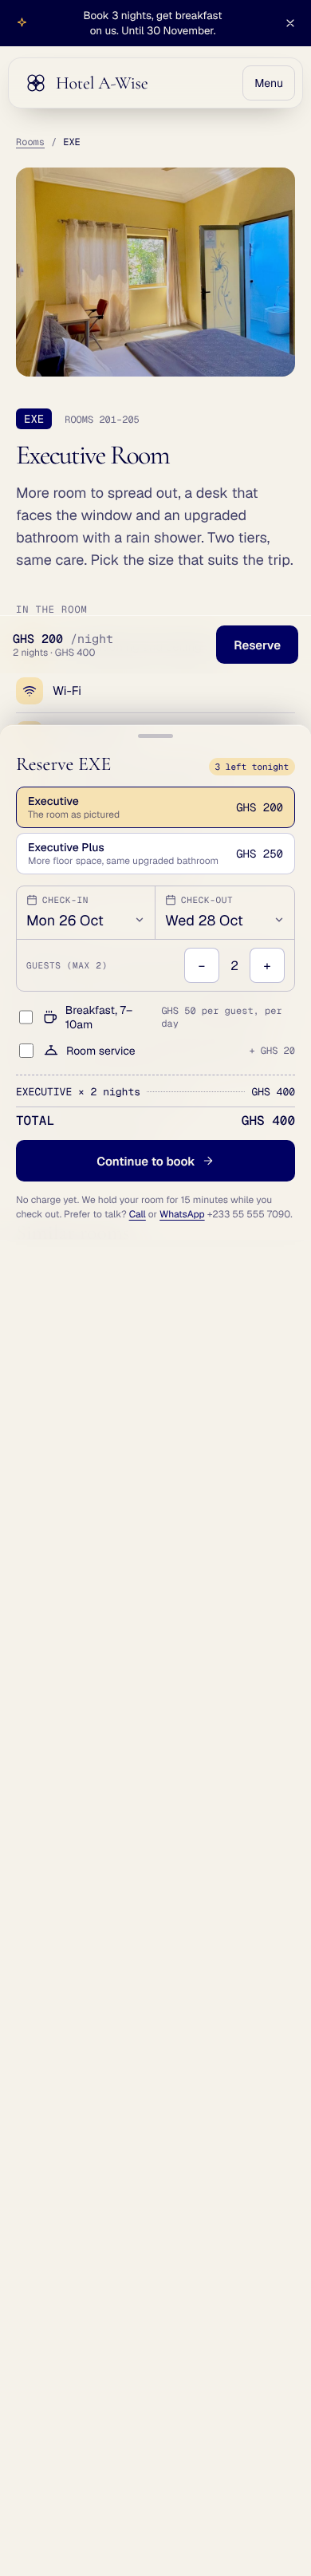 Book 3 nights, get breakfast
on us. Until 30 November.
Hotel A-Wise
Menu
Rooms / EXE
EXE
ROOMS 201–205
Executive Room
More room to spread out, a desk that
faces the window and an upgraded
bathroom with a rain shower. Two tiers,
same care. Pick the size that suits the trip.
IN THE ROOM
GHS 200 /night
2 nights · GHS 400
Reserve
Wi-Fi
Reserve EXE
3 left tonight
Executive
The room as pictured
GHS 200
Executive Plus
More floor space, same upgraded bathroom
GHS 250
CHECK-IN
Mon 26 Oct
CHECK-OUT
Wed 28 Oct
GUESTS (MAX 2)
− 2 +
Breakfast, 7–
10am
GHS 50 per guest, per
day
Room service
+ GHS 20
EXECUTIVE × 2 nights GHS 400
TOTAL GHS 400
Continue to book →
No charge yet. We hold your room for 15 minutes while you
check out. Prefer to talk? Call or WhatsApp +233 55 555 7090.